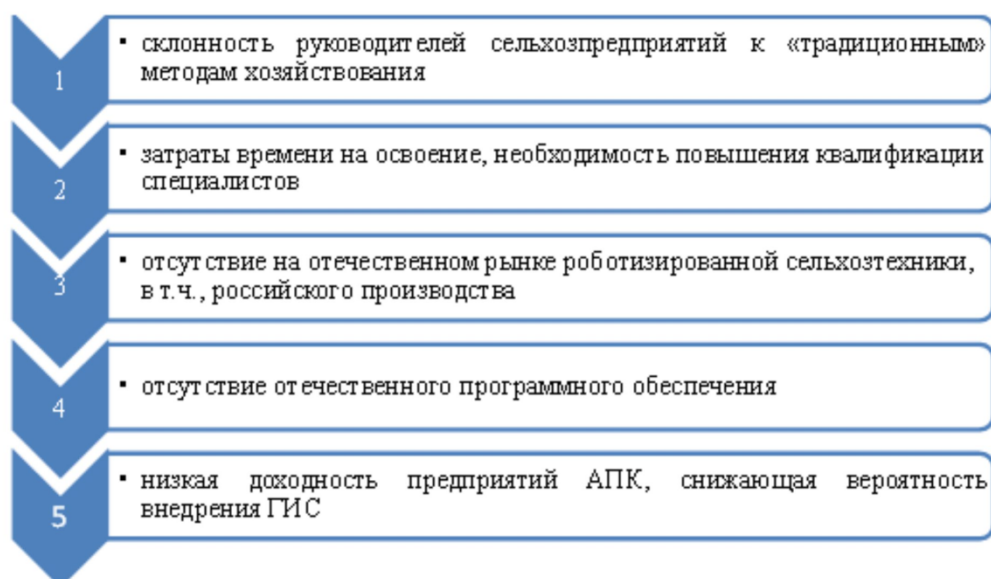 1
▪ склонность руководителей сельхозпредприятий к «традиционным»
методам хозяйствования
2
▪ затраты времени на освоение, необходимость повышения квалификации
специалистов
3
▪ отсутствие на отечественном рынке роботизированной сельхозтехники,
в т.ч., российского производства
4
▪ отсутствие отечественного программного обеспечения
5
▪ низкая доходность предприятий АПК, снижающая вероятность
внедрения ГИС